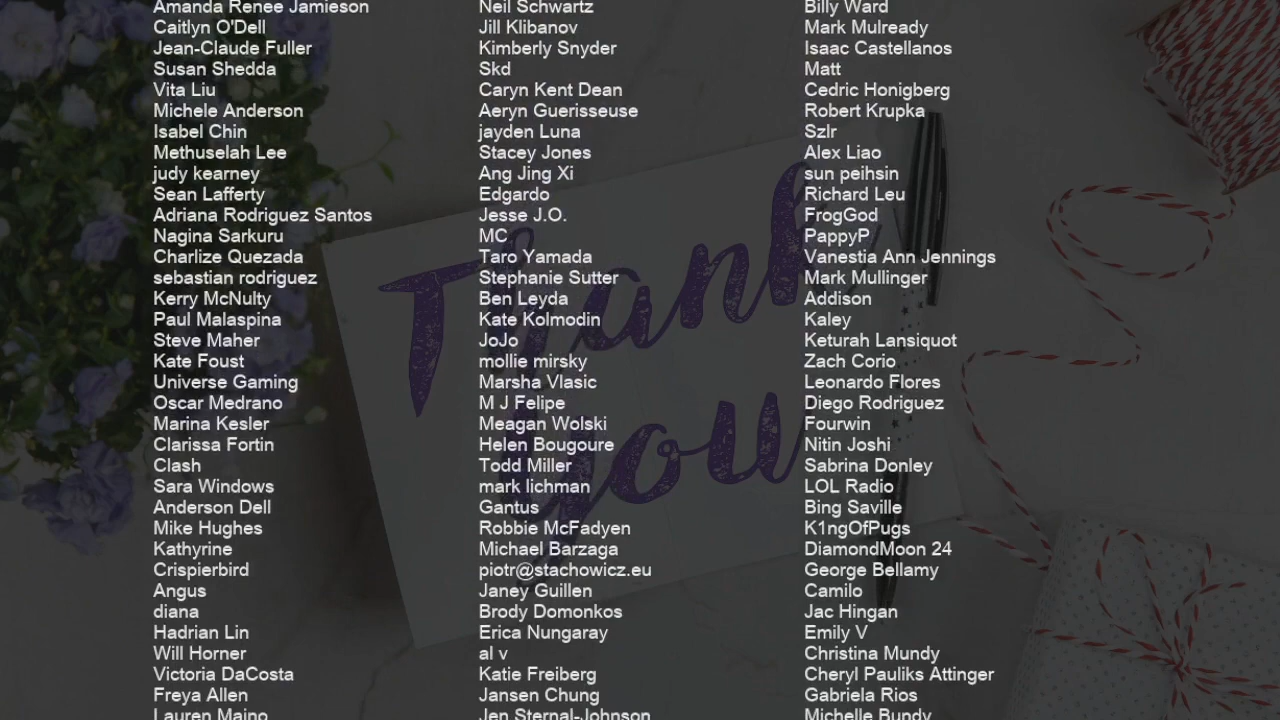 Amanda Renee Jamieson
Caitlyn O'Dell
Jean-Claude Fuller
Susan Shedda
Vita Liu
Michele Anderson
Isabel Chin
Methuselah Lee
judy kearney
Sean Lafferty
Adriana Rodriguez Santos
Nagina Sarkuru
Charlize Quezada
sebastian rodriguez
Kerry McNulty
Paul Malaspina
Steve Maher
Kate Foust
Universe Gaming
Oscar Medrano
Marina Kesler
Clarissa Fortin
Clash
Sara Windows
Anderson Dell
Mike Hughes
Kathyrine
Crispierbird
Angus
diana
Hadrian Lin
Will Horner
Victoria DaCosta
Freya Allen
Lauren Maino
Neil Schwartz
Jill Klibanov
Kimberly Snyder
Skd
Caryn Kent Dean
Aeryn Guerisseuse
jayden Luna
Stacey Jones
Ang Jing Xi
Edgardo
Jesse J.O.
MC
Taro Yamada
Stephanie Sutter
Ben Leyda
Kate Kolmodin
JoJo
mollie mirsky
Marsha Vlasic
M J Felipe
Meagan Wolski
Helen Bougoure
Todd Miller
mark lichman
Gantus
Robbie McFadyen
Michael Barzaga
piotr@stachowicz.eu
Janey Guillen
Brody Domonkos
Erica Nungaray
al v
Katie Freiberg
Jansen Chung
Jen Sternal-Johnson
Billy Ward
Mark Mulready
Isaac Castellanos
Matt
Cedric Honigberg
Robert Krupka
Szlr
Alex Liao
sun peihsin
Richard Leu
FrogGod
PappyP
Vanestia Ann Jennings
Mark Mullinger
Addison
Kaley
Keturah Lansiquot
Zach Corio
Leonardo Flores
Diego Rodriguez
Fourwin
Nitin Joshi
Sabrina Donley
LOL Radio
Bing Saville
K1ngOfPugs
DiamondMoon 24
George Bellamy
Camilo
Jac Hingan
Emily V
Christina Mundy
Cheryl Pauliks Attinger
Gabriela Rios
Michelle Bundy
Thank
you